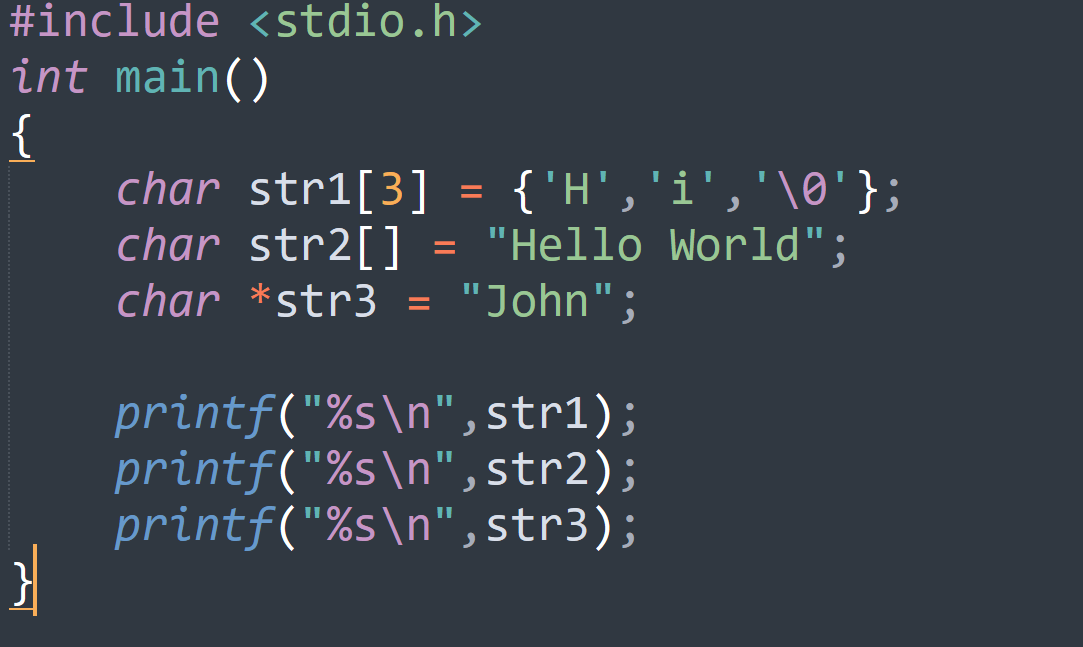 #include <stdio.h>
int main()
{
    char str1[3] = {'H','i','\0'};
    char str2[] = "Hello World";
    char *str3 = "John";

    printf("%s\n",str1);
    printf("%s\n",str2);
    printf("%s\n",str3);
}